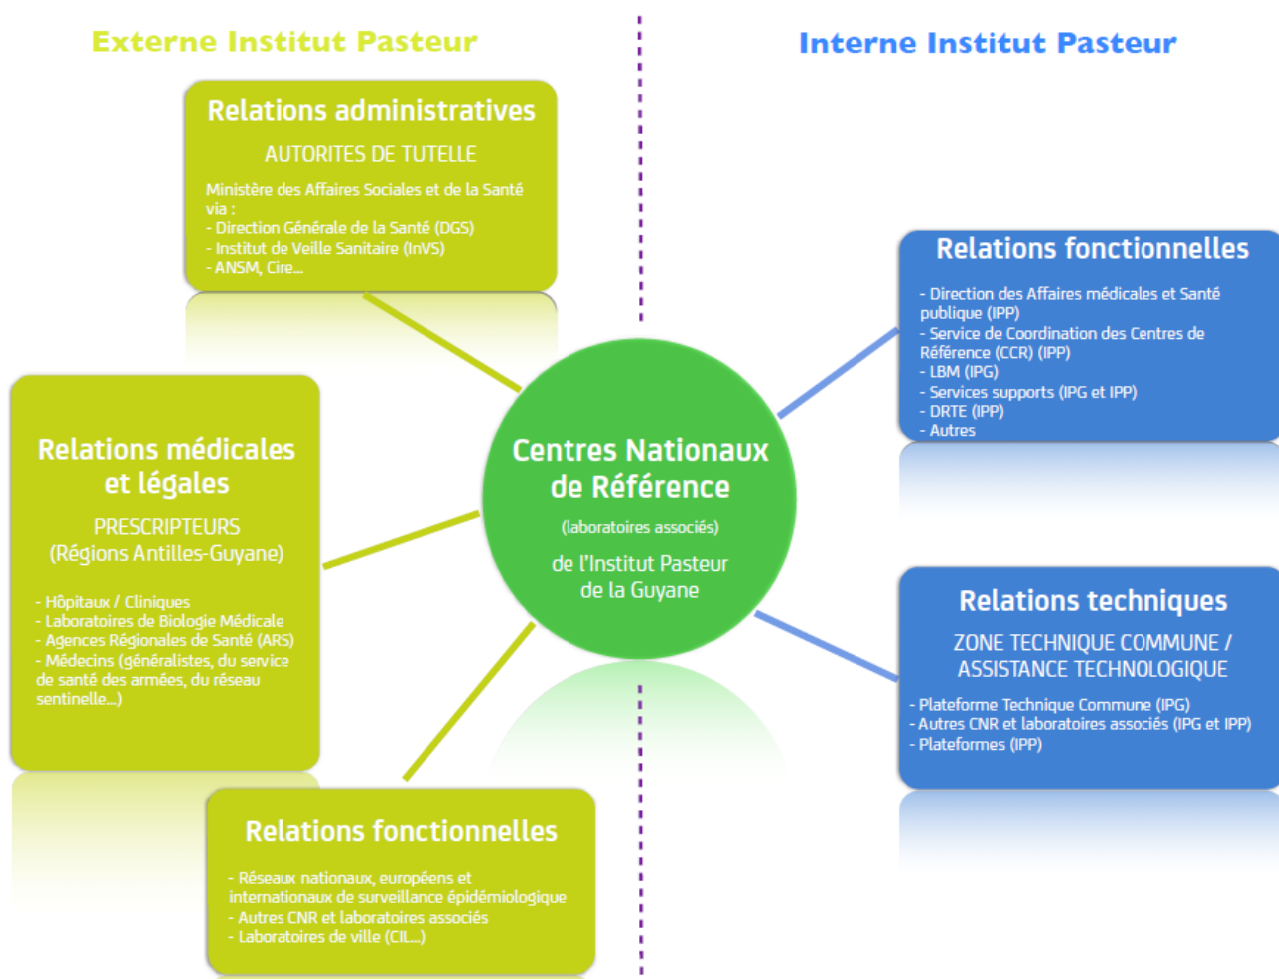 Externe Institut Pasteur
Interne Institut Pasteur
Relations administratives
AUTORITES DE TUTELLE
Ministère des Affaires Sociales et de la Santé
via :
- Direction Générale de la Santé (DGS)
- Institut de Veille Sanitaire (InVS)
- ANSM, Cire...
Relations médicales
et légales
PRESCRIPTEURS
(Régions Antilles-Guyane)
- Hôpitaux / Cliniques
- Laboratoires de Biologie Médicale
- Agences Régionales de Santé (ARS)
- Médecins (généralistes, du service
de santé des armées, du réseau
sentinelle...)
Relations fonctionnelles
- Réseaux nationaux, européens et
internationaux de surveillance épidémiologique
- Autres CNR et laboratoires associés
- Laboratoires de ville (CIL...)
Centres Nationaux
de Référence
(laboratoires associés)
de l'Institut Pasteur
de la Guyane
Relations fonctionnelles
- Direction des Affaires médicales et Santé
publique (IPP)
- Service de Coordination des Centres de
Référence (CCR) (IPP)
- LBM (IPG)
- Services supports (IPG et IPP)
- DRTE (IPP)
- Autres
Relations techniques
ZONE TECHNIQUE COMMUNE /
ASSISTANCE TECHNOLOGIQUE
- Plateforme Technique Commune (IPG)
- Autres CNR et laboratoires associés (IPG et IPP)
- Plateformes (IPP)